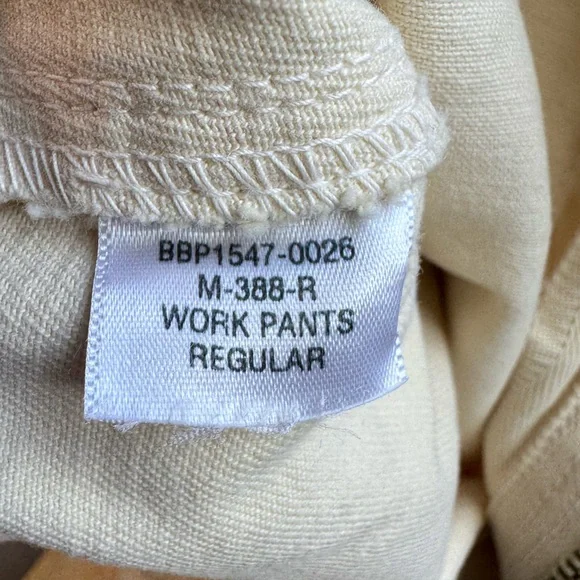 BBP1547-0026
M-388-R
WORK PANTS
REGULAR